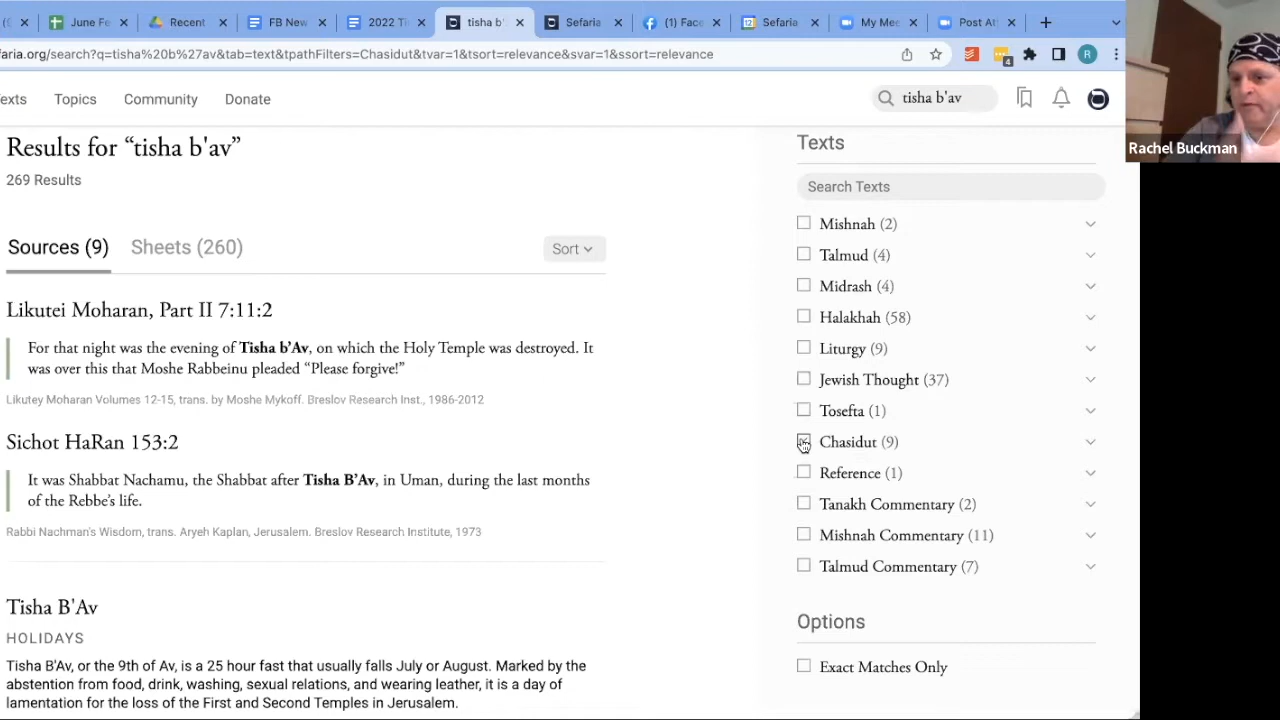 June Fe
Recent
FB New
2022 Ti
tisha b'
Sefaria
(1) Fac
Sefaria
My Me
Post At
faria.org/search?q=tisha%20b%27av&tab=text&tpathFilters=Chasidut&tvar=1&tsort=relevance&svar=1&ssort=relevance
4
R
exts
Topics
Community
Donate
tisha b'av
Rachel Buckman
Results for “tisha b'av”
269 Results
Sources (9)
Sheets (260)
Sort
Likutei Moharan, Part II 7:11:2
For that night was the evening of Tisha b’Av, on which the Holy Temple was destroyed. It
was over this that Moshe Rabbeinu pleaded “Please forgive!”
Likutey Moharan Volumes 12-15, trans. by Moshe Mykoff. Breslov Research Inst., 1986-2012
Sichot HaRan 153:2
It was Shabbat Nachamu, the Shabbat after Tisha B’Av, in Uman, during the last months
of the Rebbe’s life.
Rabbi Nachman's Wisdom, trans. Aryeh Kaplan, Jerusalem. Breslov Research Institute, 1973
Tisha B'Av
HOLIDAYS
Tisha B'Av, or the 9th of Av, is a 25 hour fast that usually falls July or August. Marked by the
abstention from food, drink, washing, sexual relations, and wearing leather, it is a day of
lamentation for the loss of the First and Second Temples in Jerusalem.
Texts
Search Texts
Mishnah (2)
Talmud (4)
Midrash (4)
Halakhah (58)
Liturgy (9)
Jewish Thought (37)
Tosefta (1)
Chasidut (9)
Reference (1)
Tanakh Commentary (2)
Mishnah Commentary (11)
Talmud Commentary (7)
Options
Exact Matches Only